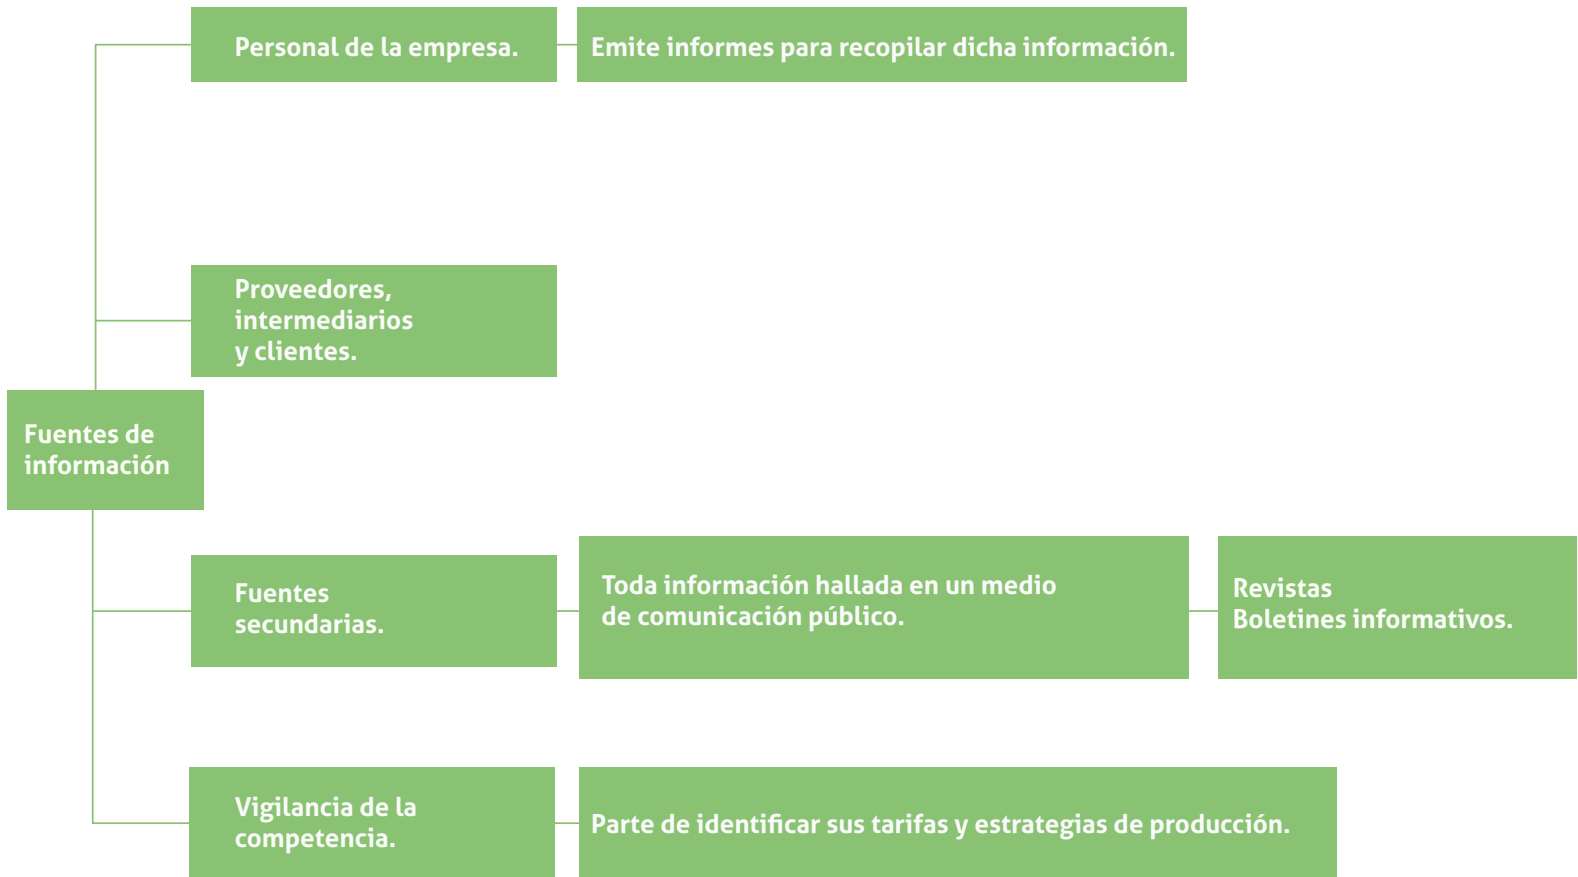 Personal de la empresa.
Emite informes para recopilar dicha información.
Proveedores,
intermediarios
y clientes.
Fuentes de
información
Fuentes
secundarias.
Toda información hallada en un medio
de comunicación público.
Revistas
Boletines informativos.
Vigilancia de la
competencia.
Parte de identificar sus tarifas y estrategias de producción.